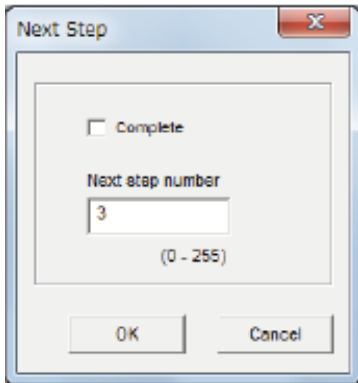 Next Step
Complete
Next step number
3
(0 - 255)
OK
Cancel